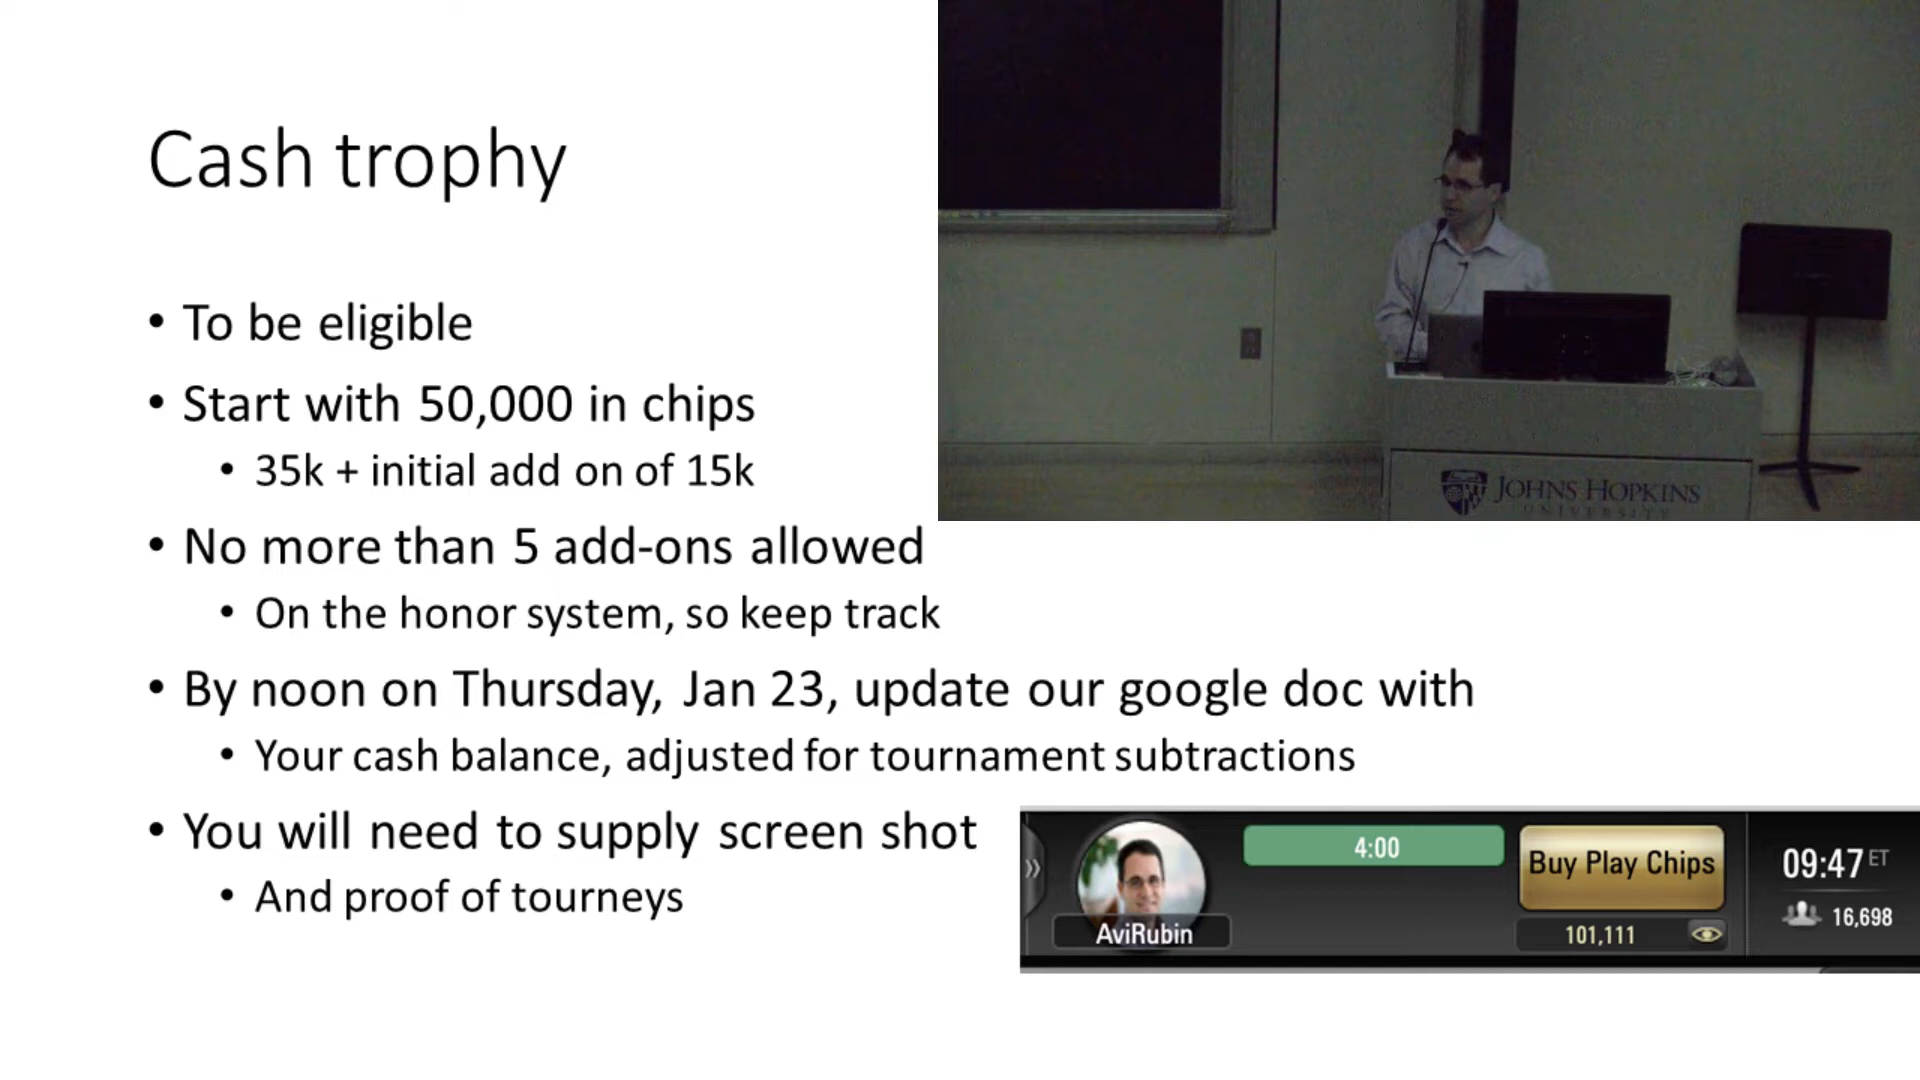 Cash trophy
• To be eligible
• Start with 50,000 in chips
• 35k + initial add on of 15k
• No more than 5 add-ons allowed
• On the honor system, so keep track
• By noon on Thursday, Jan 23, update our google doc with
• Your cash balance, adjusted for tournament subtractions
• You will need to supply screen shot
• And proof of tourneys
JOHNS HOPKINS
UNIVERSITY
4:00
Buy Play Chips
09:47 ET
AviRubin
101,111
16,698